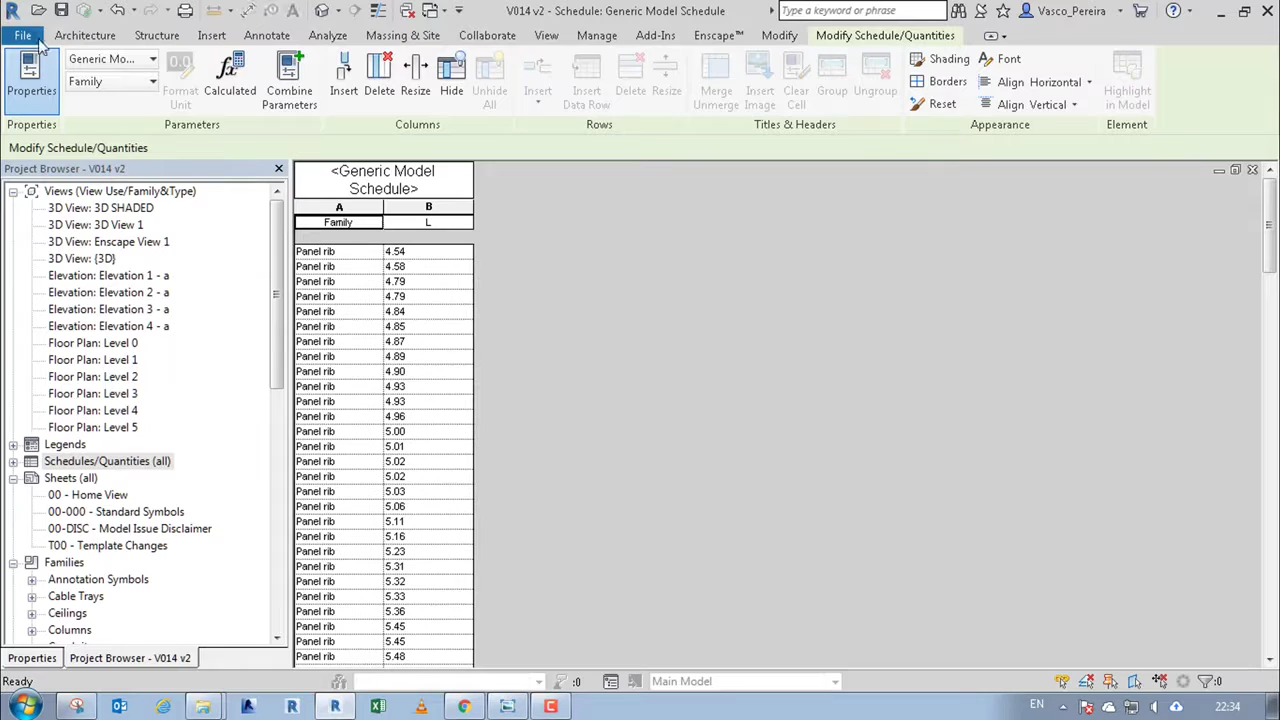 V014 v2 - Schedule: Generic Model Schedule
Type a keyword or phrase
Vasco_Pereira
File
Architecture
Structure
Insert
Annotate
Analyze
Massing & Site
Collaborate
View
Manage
Add-Ins
Enscape™
Modify
Modify Schedule/Quantities
Properties
Generic Mo...
Family
Format Unit
Calculated
Combine Parameters
Insert
Delete
Resize
Hide
Unhide All
Insert
Insert Data Row
Delete
Resize
Merge Unmerge
Insert Image
Clear Cell
Group
Ungroup
Shading
Borders
Reset
Font
Align Horizontal
Align Vertical
Highlight in Model
Properties
Parameters
Columns
Rows
Titles & Headers
Appearance
Element
Modify Schedule/Quantities
Project Browser - V014 v2
Views (View Use/Family&Type)
3D View: 3D SHADED
3D View: 3D View 1
3D View: Enscape View 1
3D View: {3D}
Elevation: Elevation 1 - a
Elevation: Elevation 2 - a
Elevation: Elevation 3 - a
Elevation: Elevation 4 - a
Floor Plan: Level 0
Floor Plan: Level 1
Floor Plan: Level 2
Floor Plan: Level 3
Floor Plan: Level 4
Floor Plan: Level 5
Legends
Schedules/Quantities (all)
Sheets (all)
00 - Home View
00-000 - Standard Symbols
00-DISC - Model Issue Disclaimer
T00 - Template Changes
Families
Annotation Symbols
Cable Trays
Ceilings
Columns
<Generic Model
Schedule>
A B
Family L
Panel rib 4.54
Panel rib 4.58
Panel rib 4.79
Panel rib 4.79
Panel rib 4.84
Panel rib 4.85
Panel rib 4.87
Panel rib 4.89
Panel rib 4.90
Panel rib 4.93
Panel rib 4.93
Panel rib 4.96
Panel rib 5.00
Panel rib 5.01
Panel rib 5.02
Panel rib 5.02
Panel rib 5.03
Panel rib 5.06
Panel rib 5.11
Panel rib 5.16
Panel rib 5.23
Panel rib 5.31
Panel rib 5.32
Panel rib 5.33
Panel rib 5.36
Panel rib 5.45
Panel rib 5.45
Panel rib 5.48
Properties
Project Browser - V014 v2
Ready
:0
Main Model
:0
EN
22:34